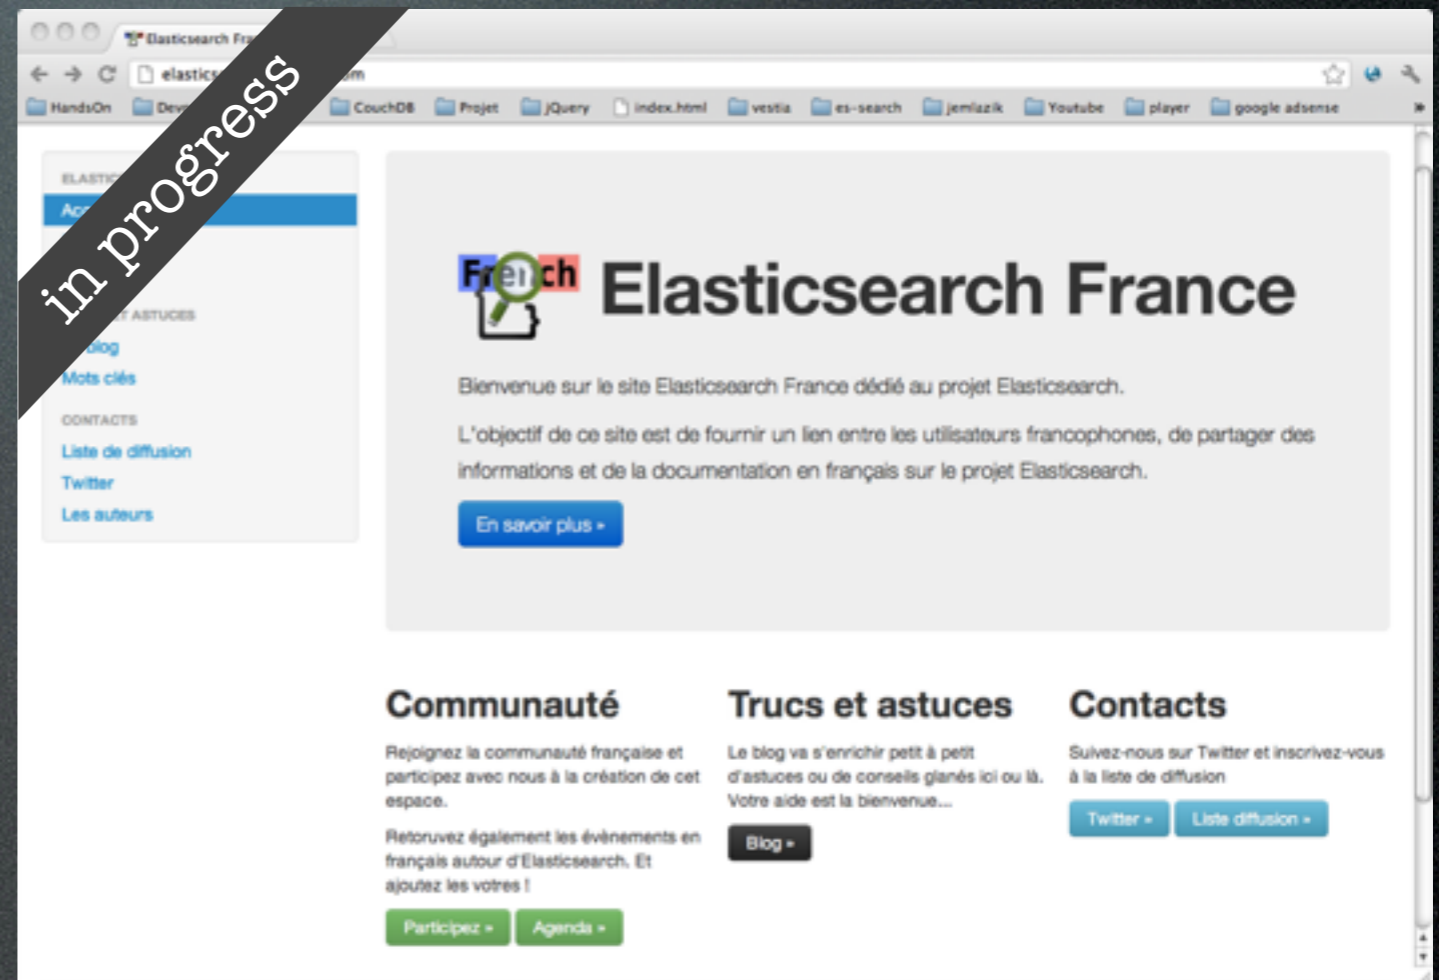 Elasticsearch
in progress
HandsOn
CouchDB Projet jQuery index.html vestia es-search jemlazik Youtube player google adsense
ET ASTUCES
blog
Mots clés
CONTACTS
Liste de diffusion
Twitter
Les auteurs
French
Elasticsearch France
Bienvenue sur le site Elasticsearch France dédié au projet Elasticsearch.
L'objectif de ce site est de fournir un lien entre les utilisateurs francophones, de partager des
informations et de la documentation en français sur le projet Elasticsearch.
En savoir plus »
Communauté
Rejoignez la communauté française et
participez avec nous à la création de cet
espace.
Retoruvez également les évènements en
français autour d'Elasticsearch. Et
ajoutez les votres !
Participez » Agenda »
Trucs et astuces
Le blog va s'enrichir petit à petit
d'astuces ou de conseils glanés ici ou là.
Votre aide est la bienvenue...
Blog »
Contacts
Suivez-nous sur Twitter et inscrivez-vous
à la liste de diffusion
Twitter » Liste diffusion »